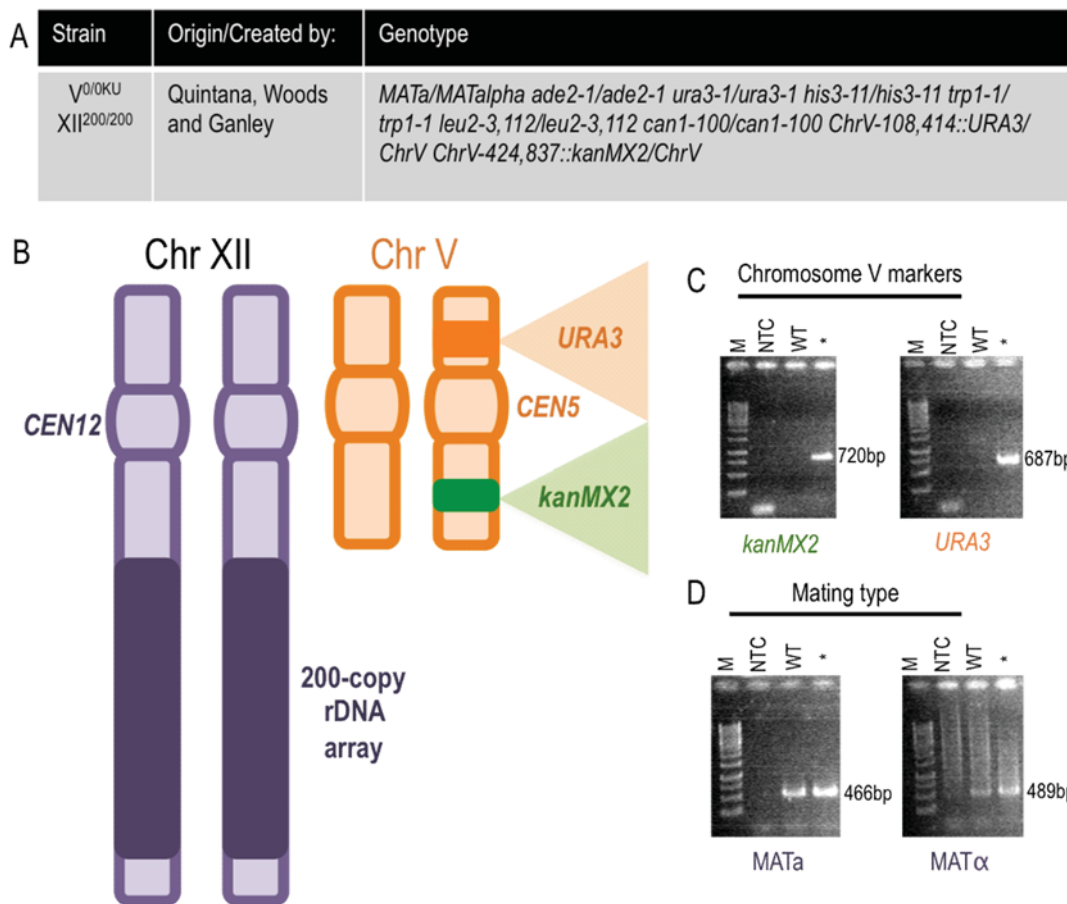 A
Strain Origin/Created by: Genotype
V0/0KU
XII200/200
Quintana, Woods
and Ganley
MATa/MATalpha ade2-1/ade2-1 ura3-1/ura3-1 his3-11/his3-11 trp1-1/
trp1-1 leu2-3,112/leu2-3,112 can1-100/can1-100 ChrV-108,414::URA3/
ChrV ChrV-424,837::kanMX2/ChrV
B
Chr XII
Chr V
URA3
CEN12
CEN5
kanMX2
200-copy
rDNA
array
C
Chromosome V markers
M NTC WT *
720bp
kanMX2
M NTC WT *
687bp
URA3
D
Mating type
M NTC WT *
466bp
MATa
M NTC WT *
489bp
MATα